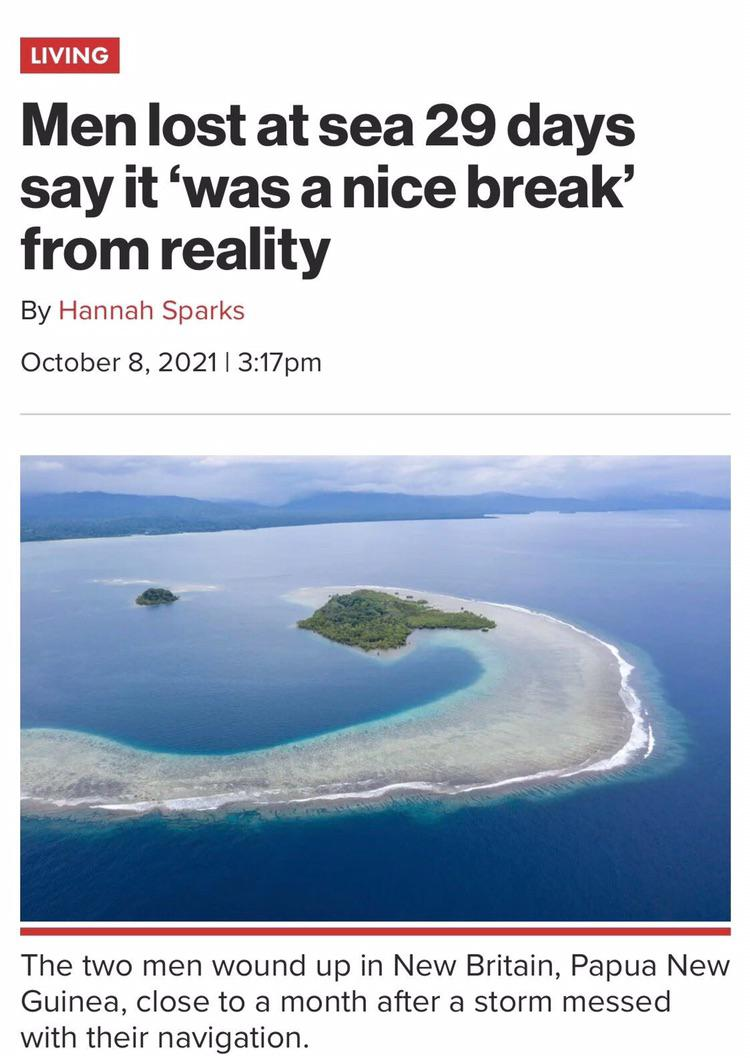 LIVING
Men lost at sea 29 days
say it ‘was a nice break’
from reality
By Hannah Sparks
October 8, 2021 | 3:17pm
The two men wound up in New Britain, Papua New
Guinea, close to a month after a storm messed
with their navigation.